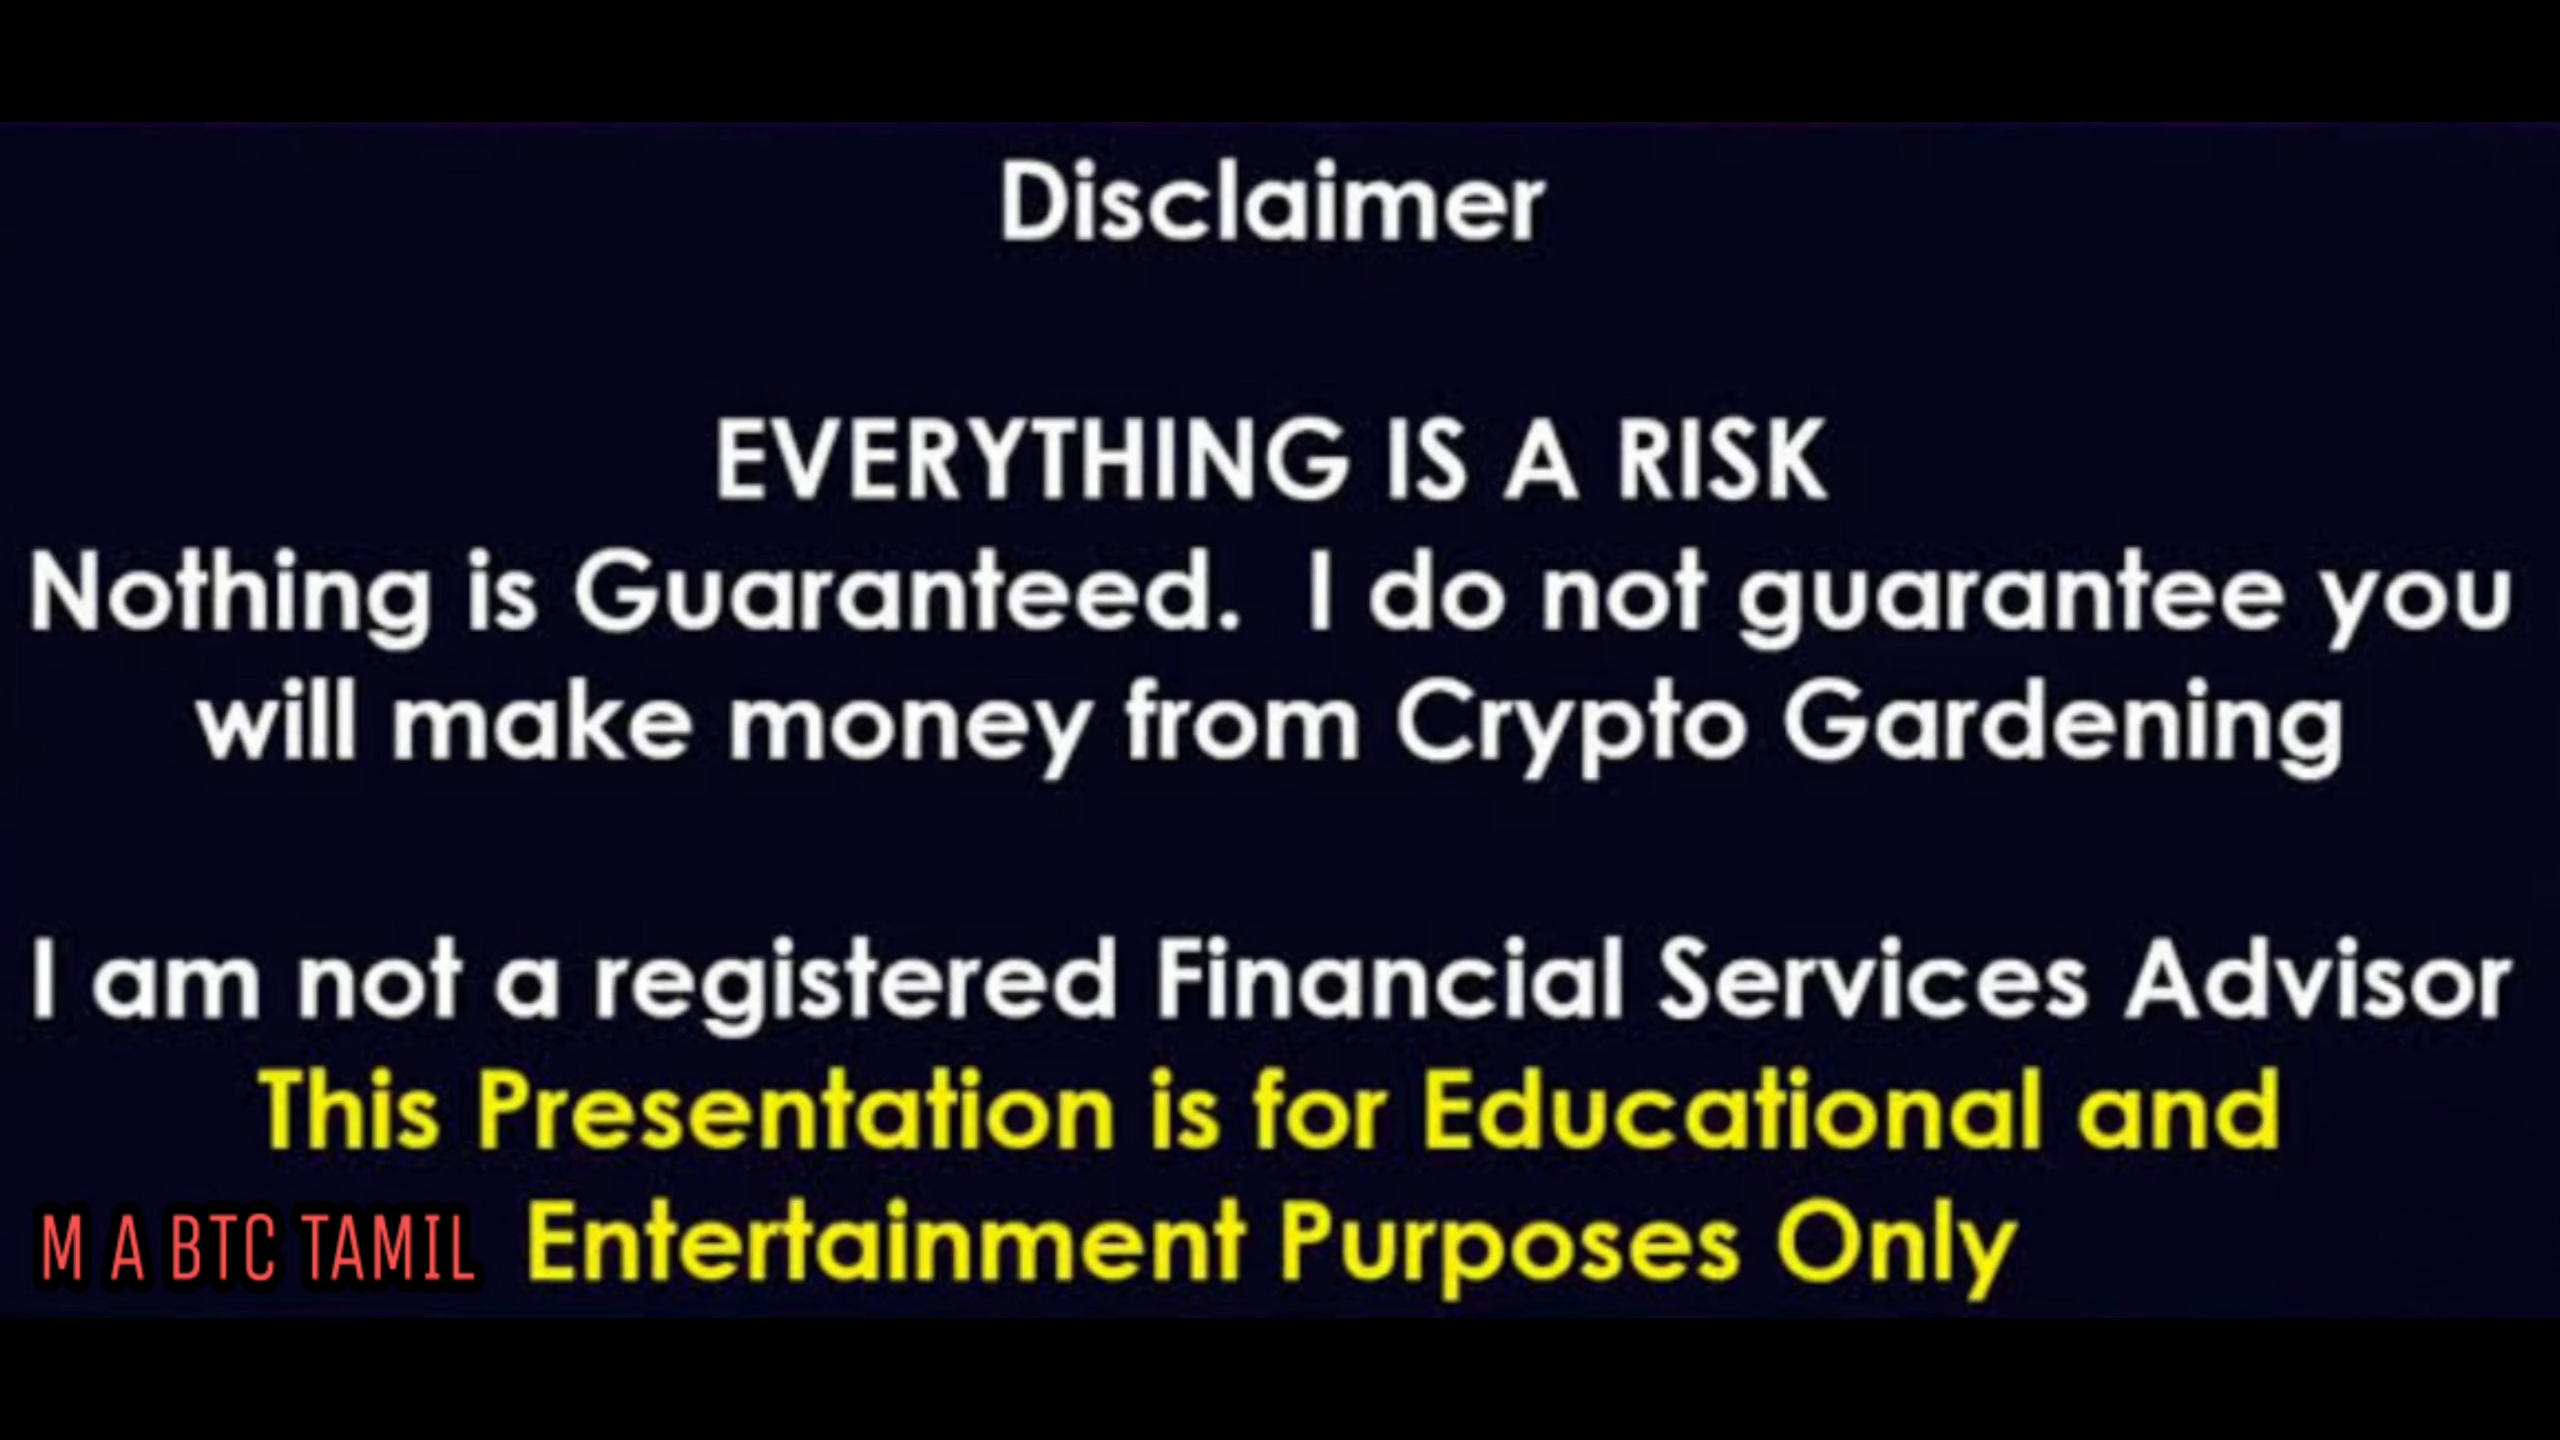 Disclaimer
EVERYTHING IS A RISK
Nothing is Guaranteed.  I do not guarantee you
will make money from Crypto Gardening
I am not a registered Financial Services Advisor
This Presentation is for Educational and
Entertainment Purposes Only
M A BTC TAMIL